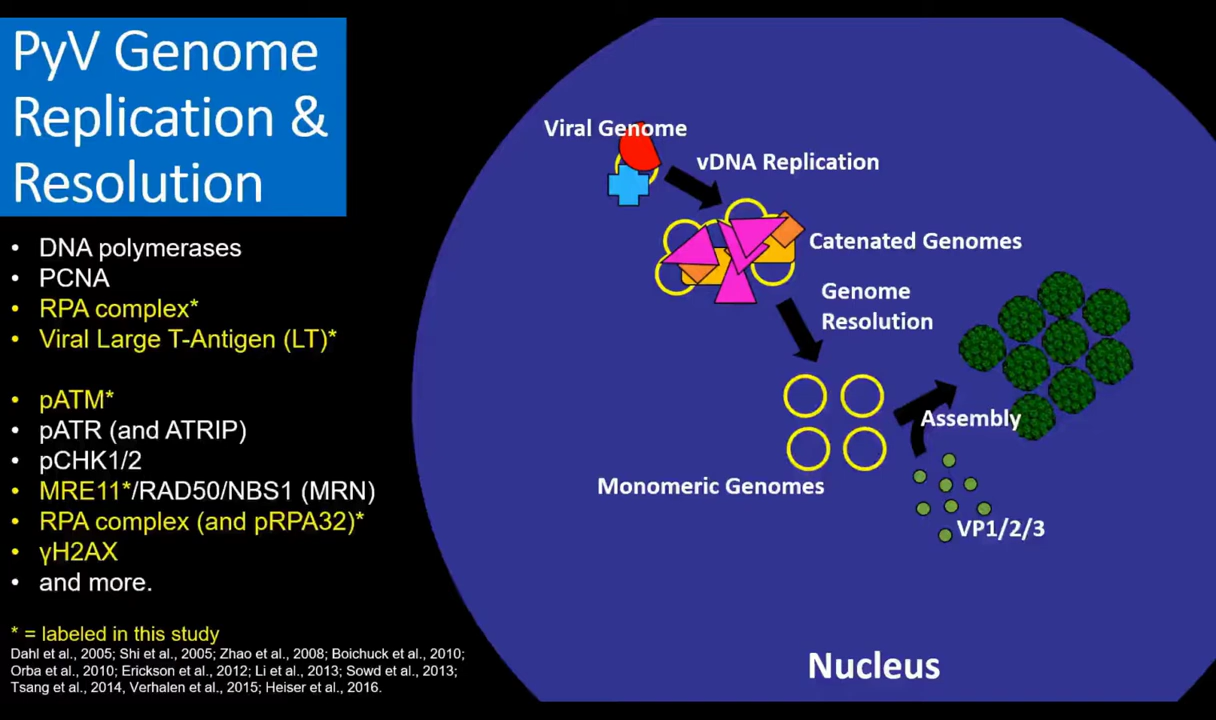 PyV Genome
Replication &
Resolution
• DNA polymerases
• PCNA
• RPA complex*
• Viral Large T-Antigen (LT)*
• pATM*
• pATR (and ATRIP)
• pCHK1/2
• MRE11*/RAD50/NBS1 (MRN)
• RPA complex (and pRPA32)*
• γH2AX
• and more.
* = labeled in this study
Dahl et al., 2005; Shi et al., 2005; Zhao et al., 2008; Boichuck et al., 2010;
Orba et al., 2010; Erickson et al., 2012; Li et al., 2013; Sowd et al., 2013;
Tsang et al., 2014, Verhalen et al., 2015; Heiser et al., 2016.
Viral Genome
vDNA Replication
Catenated Genomes
Genome
Resolution
Assembly
Monomeric Genomes
VP1/2/3
Nucleus